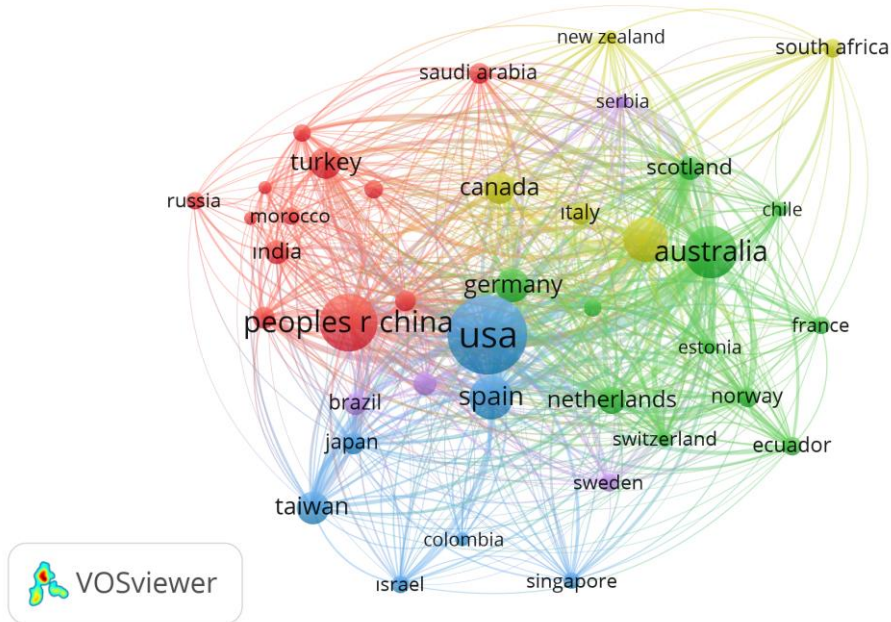 new zealand
south africa
saudi arabia
serbia
turkey
scotland
canada
russia
morocco
italy
chile
india
australia
germany
peoples r china
usa
france
estonia
spain
netherlands
norway
brazil
japan
switzerland
ecuador
sweden
taiwan
colombia
israel
singapore
VOSviewer